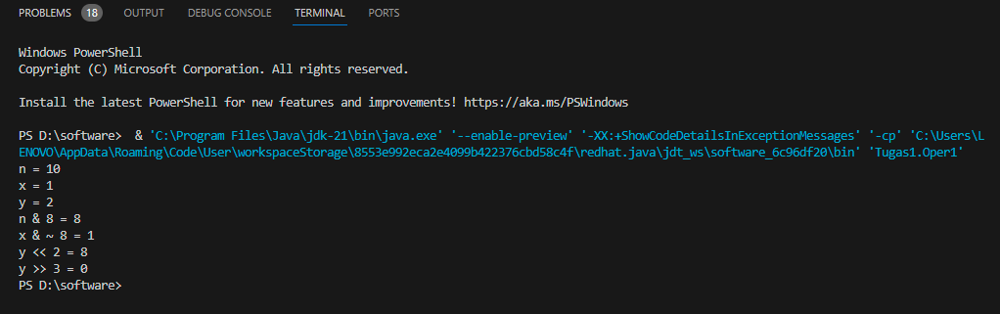 PROBLEMS 18 OUTPUT DEBUG CONSOLE TERMINAL PORTS
Windows PowerShell
Copyright (C) Microsoft Corporation. All rights reserved.
Install the latest PowerShell for new features and improvements! https://aka.ms/PSWindows
PS D:\software>  & 'C:\Program Files\Java\jdk-21\bin\java.exe' '--enable-preview' '-XX:+ShowCodeDetailsInExceptionMessages' '-cp' 'C:\Users\L
ENOVO\AppData\Roaming\Code\User\workspaceStorage\8553e992eca2e4099b422376cbd58c4f\redhat.java\jdt_ws\software_6c96df20\bin' 'Tugas1.Oper1'
n = 10
x = 1
y = 2
n & 8 = 8
x & ~ 8 = 1
y << 2 = 8
y >> 3 = 0
PS D:\software>